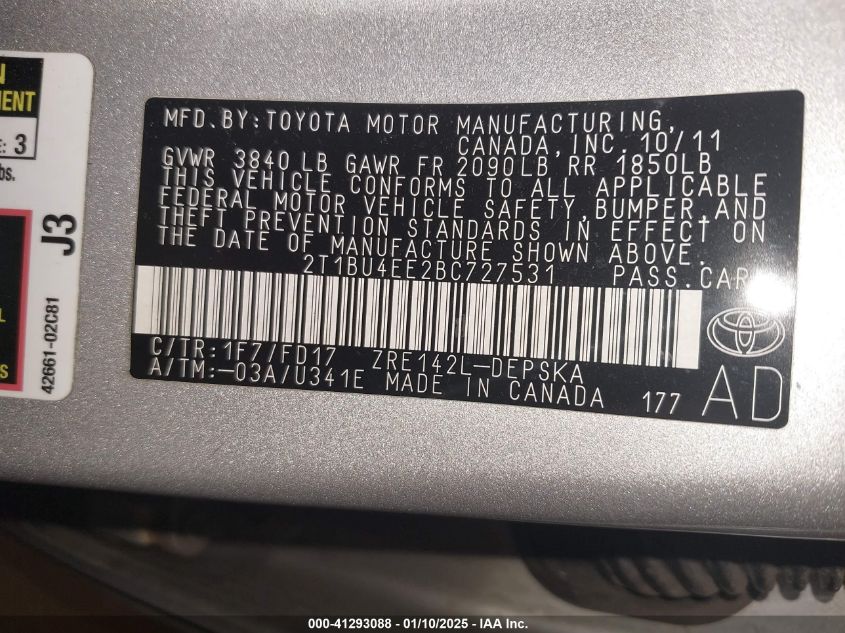 N
MENT
E: 3
bs.
J3
L
S
42661-02C81
MFD. BY: TOYOTA MOTOR MANUFACTURING,
CANADA, INC. 10/11
GVWR 3840 LB GAWR FR 2090LB RR 1850LB
THIS VEHICLE CONFORMS TO ALL APPLICABLE
FEDERAL MOTOR VEHICLE SAFETY, BUMPER, AND
THEFT PREVENTION STANDARDS IN EFFECT ON
THE DATE OF MANUFACTURE SHOWN ABOVE.
2T1BU4EE2BC727531 PASS. CAR
C/TR: 1F7/FD17 ZRE142L-DEPSKA
A/TM: -03A/U341E MADE IN CANADA 177 AD
000-41293088 - 01/10/2025 - IAA Inc.